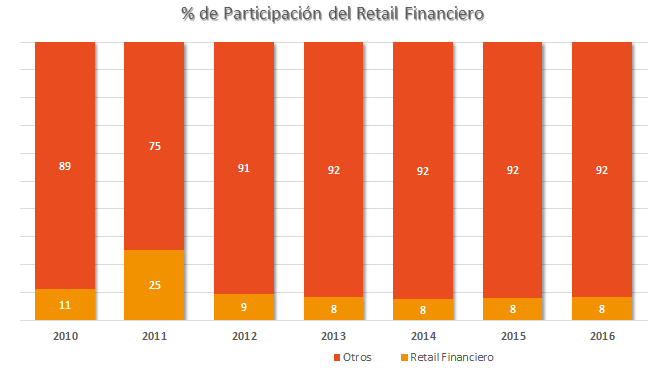 % de Participación del Retail Financiero
89 75 91 92 92 92 92
11 25 9 8 8 8 8
2010 2011 2012 2013 2014 2015 2016
Otros Retail Financiero